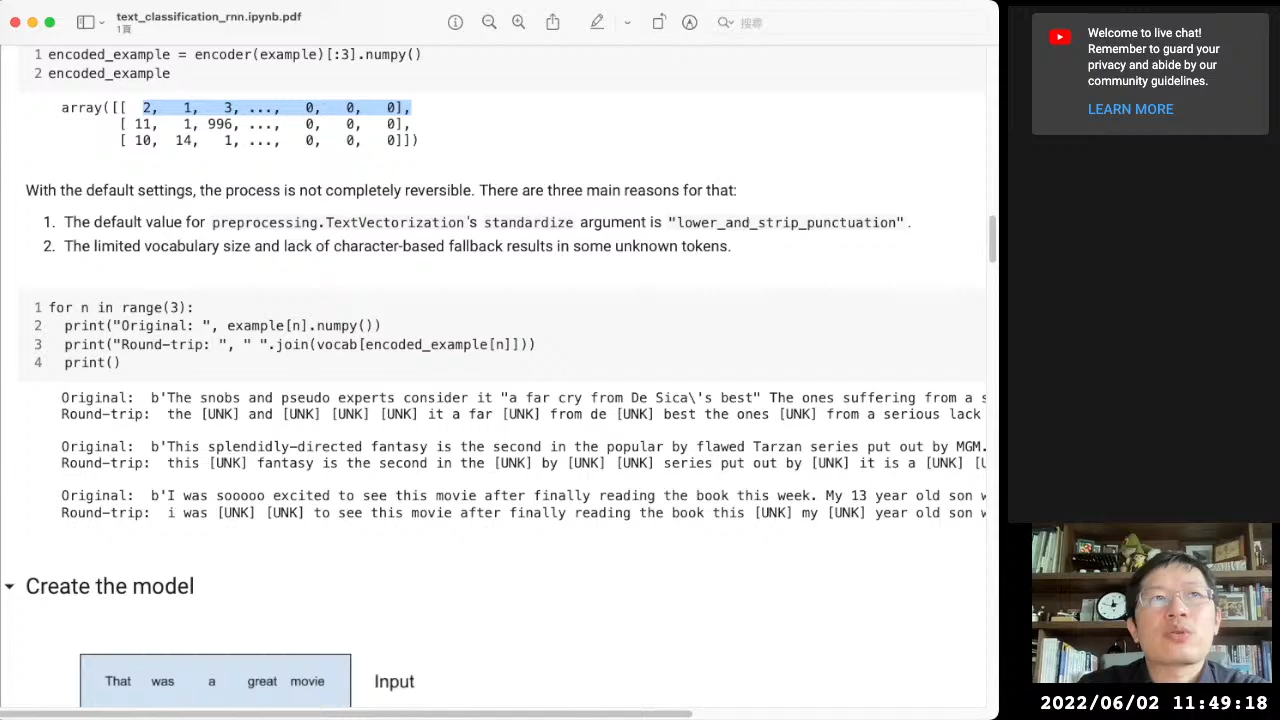 text_classification_rnn.ipynb.pdf
1頁
搜尋
1 encoded_example = encoder(example)[:3].numpy()
2 encoded_example
array([[ 2, 1, 3, ..., 0, 0, 0],
[ 11, 1, 996, ..., 0, 0, 0],
[ 10, 14, 1, ..., 0, 0, 0]])
With the default settings, the process is not completely reversible. There are three main reasons for that:
1. The default value for preprocessing.TextVectorization's standardize argument is "lower_and_strip_punctuation".
2. The limited vocabulary size and lack of character-based fallback results in some unknown tokens.
1 for n in range(3):
2 print("Original: ", example[n].numpy())
3 print("Round-trip: ", " ".join(vocab[encoded_example[n]]))
4 print()
Original: b'The snobs and pseudo experts consider it "a far cry from De Sica\'s best" The ones suffering from a s
Round-trip: the [UNK] and [UNK] [UNK] [UNK] it a far [UNK] from de [UNK] best the ones [UNK] from a serious lack
Original: b'This splendidly-directed fantasy is the second in the popular by flawed Tarzan series put out by MGM.
Round-trip: this [UNK] fantasy is the second in the [UNK] by [UNK] [UNK] series put out by [UNK] it is a [UNK] [U
Original: b'I was sooooo excited to see this movie after finally reading the book this week. My 13 year old son w
Round-trip: i was [UNK] [UNK] to see this movie after finally reading the book this [UNK] my [UNK] year old son w
Create the model
That was a great movie
Input
Welcome to live chat!
Remember to guard your
privacy and abide by our
community guidelines.
LEARN MORE
2022/06/02 11:49:18